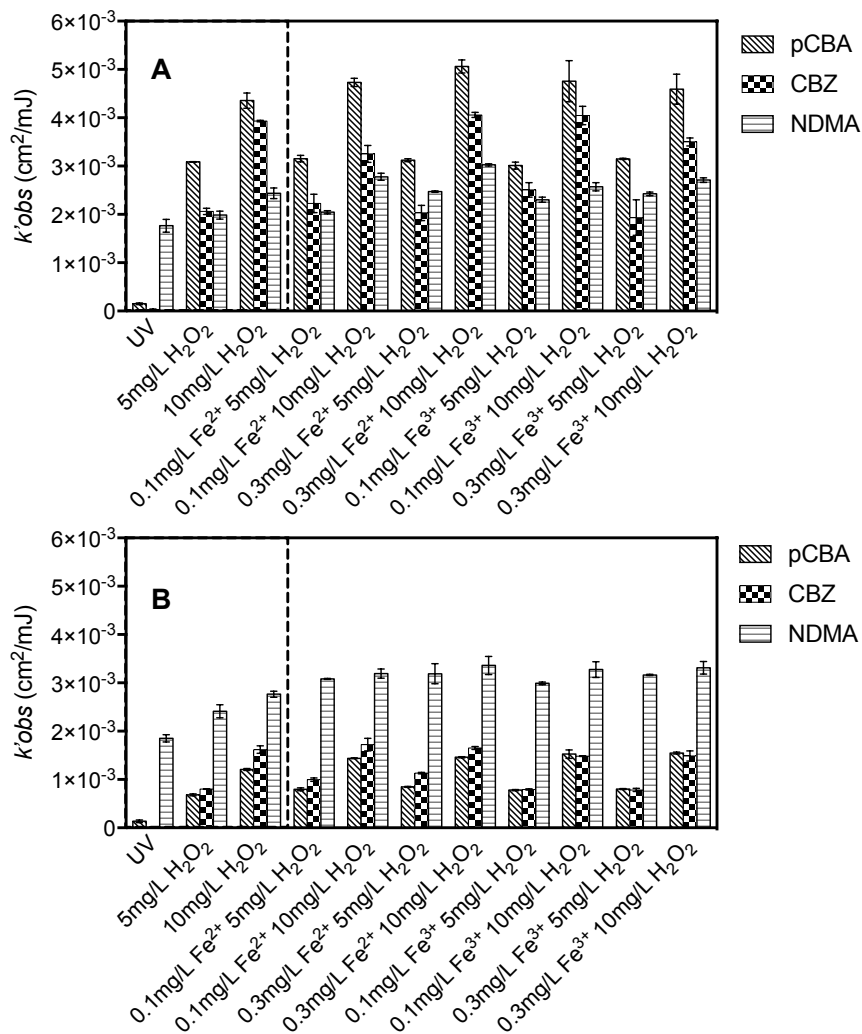 6×10⁻³
5×10⁻³
4×10⁻³
3×10⁻³
2×10⁻³
1×10⁻³
0
k'obs (cm²/mJ)
A
pCBA
CBZ
NDMA
UV
5mg/L H₂O₂
10mg/L H₂O₂
0.1mg/L Fe²⁺ 5mg/L H₂O₂
0.1mg/L Fe²⁺ 10mg/L H₂O₂
0.3mg/L Fe²⁺ 5mg/L H₂O₂
0.3mg/L Fe²⁺ 10mg/L H₂O₂
0.1mg/L Fe³⁺ 5mg/L H₂O₂
0.1mg/L Fe³⁺ 10mg/L H₂O₂
0.3mg/L Fe³⁺ 5mg/L H₂O₂
0.3mg/L Fe³⁺ 10mg/L H₂O₂
6×10⁻³
5×10⁻³
4×10⁻³
3×10⁻³
2×10⁻³
1×10⁻³
0
k'obs (cm²/mJ)
B
pCBA
CBZ
NDMA
UV
5mg/L H₂O₂
10mg/L H₂O₂
0.1mg/L Fe²⁺ 5mg/L H₂O₂
0.1mg/L Fe²⁺ 10mg/L H₂O₂
0.3mg/L Fe²⁺ 5mg/L H₂O₂
0.3mg/L Fe²⁺ 10mg/L H₂O₂
0.1mg/L Fe³⁺ 5mg/L H₂O₂
0.1mg/L Fe³⁺ 10mg/L H₂O₂
0.3mg/L Fe³⁺ 5mg/L H₂O₂
0.3mg/L Fe³⁺ 10mg/L H₂O₂